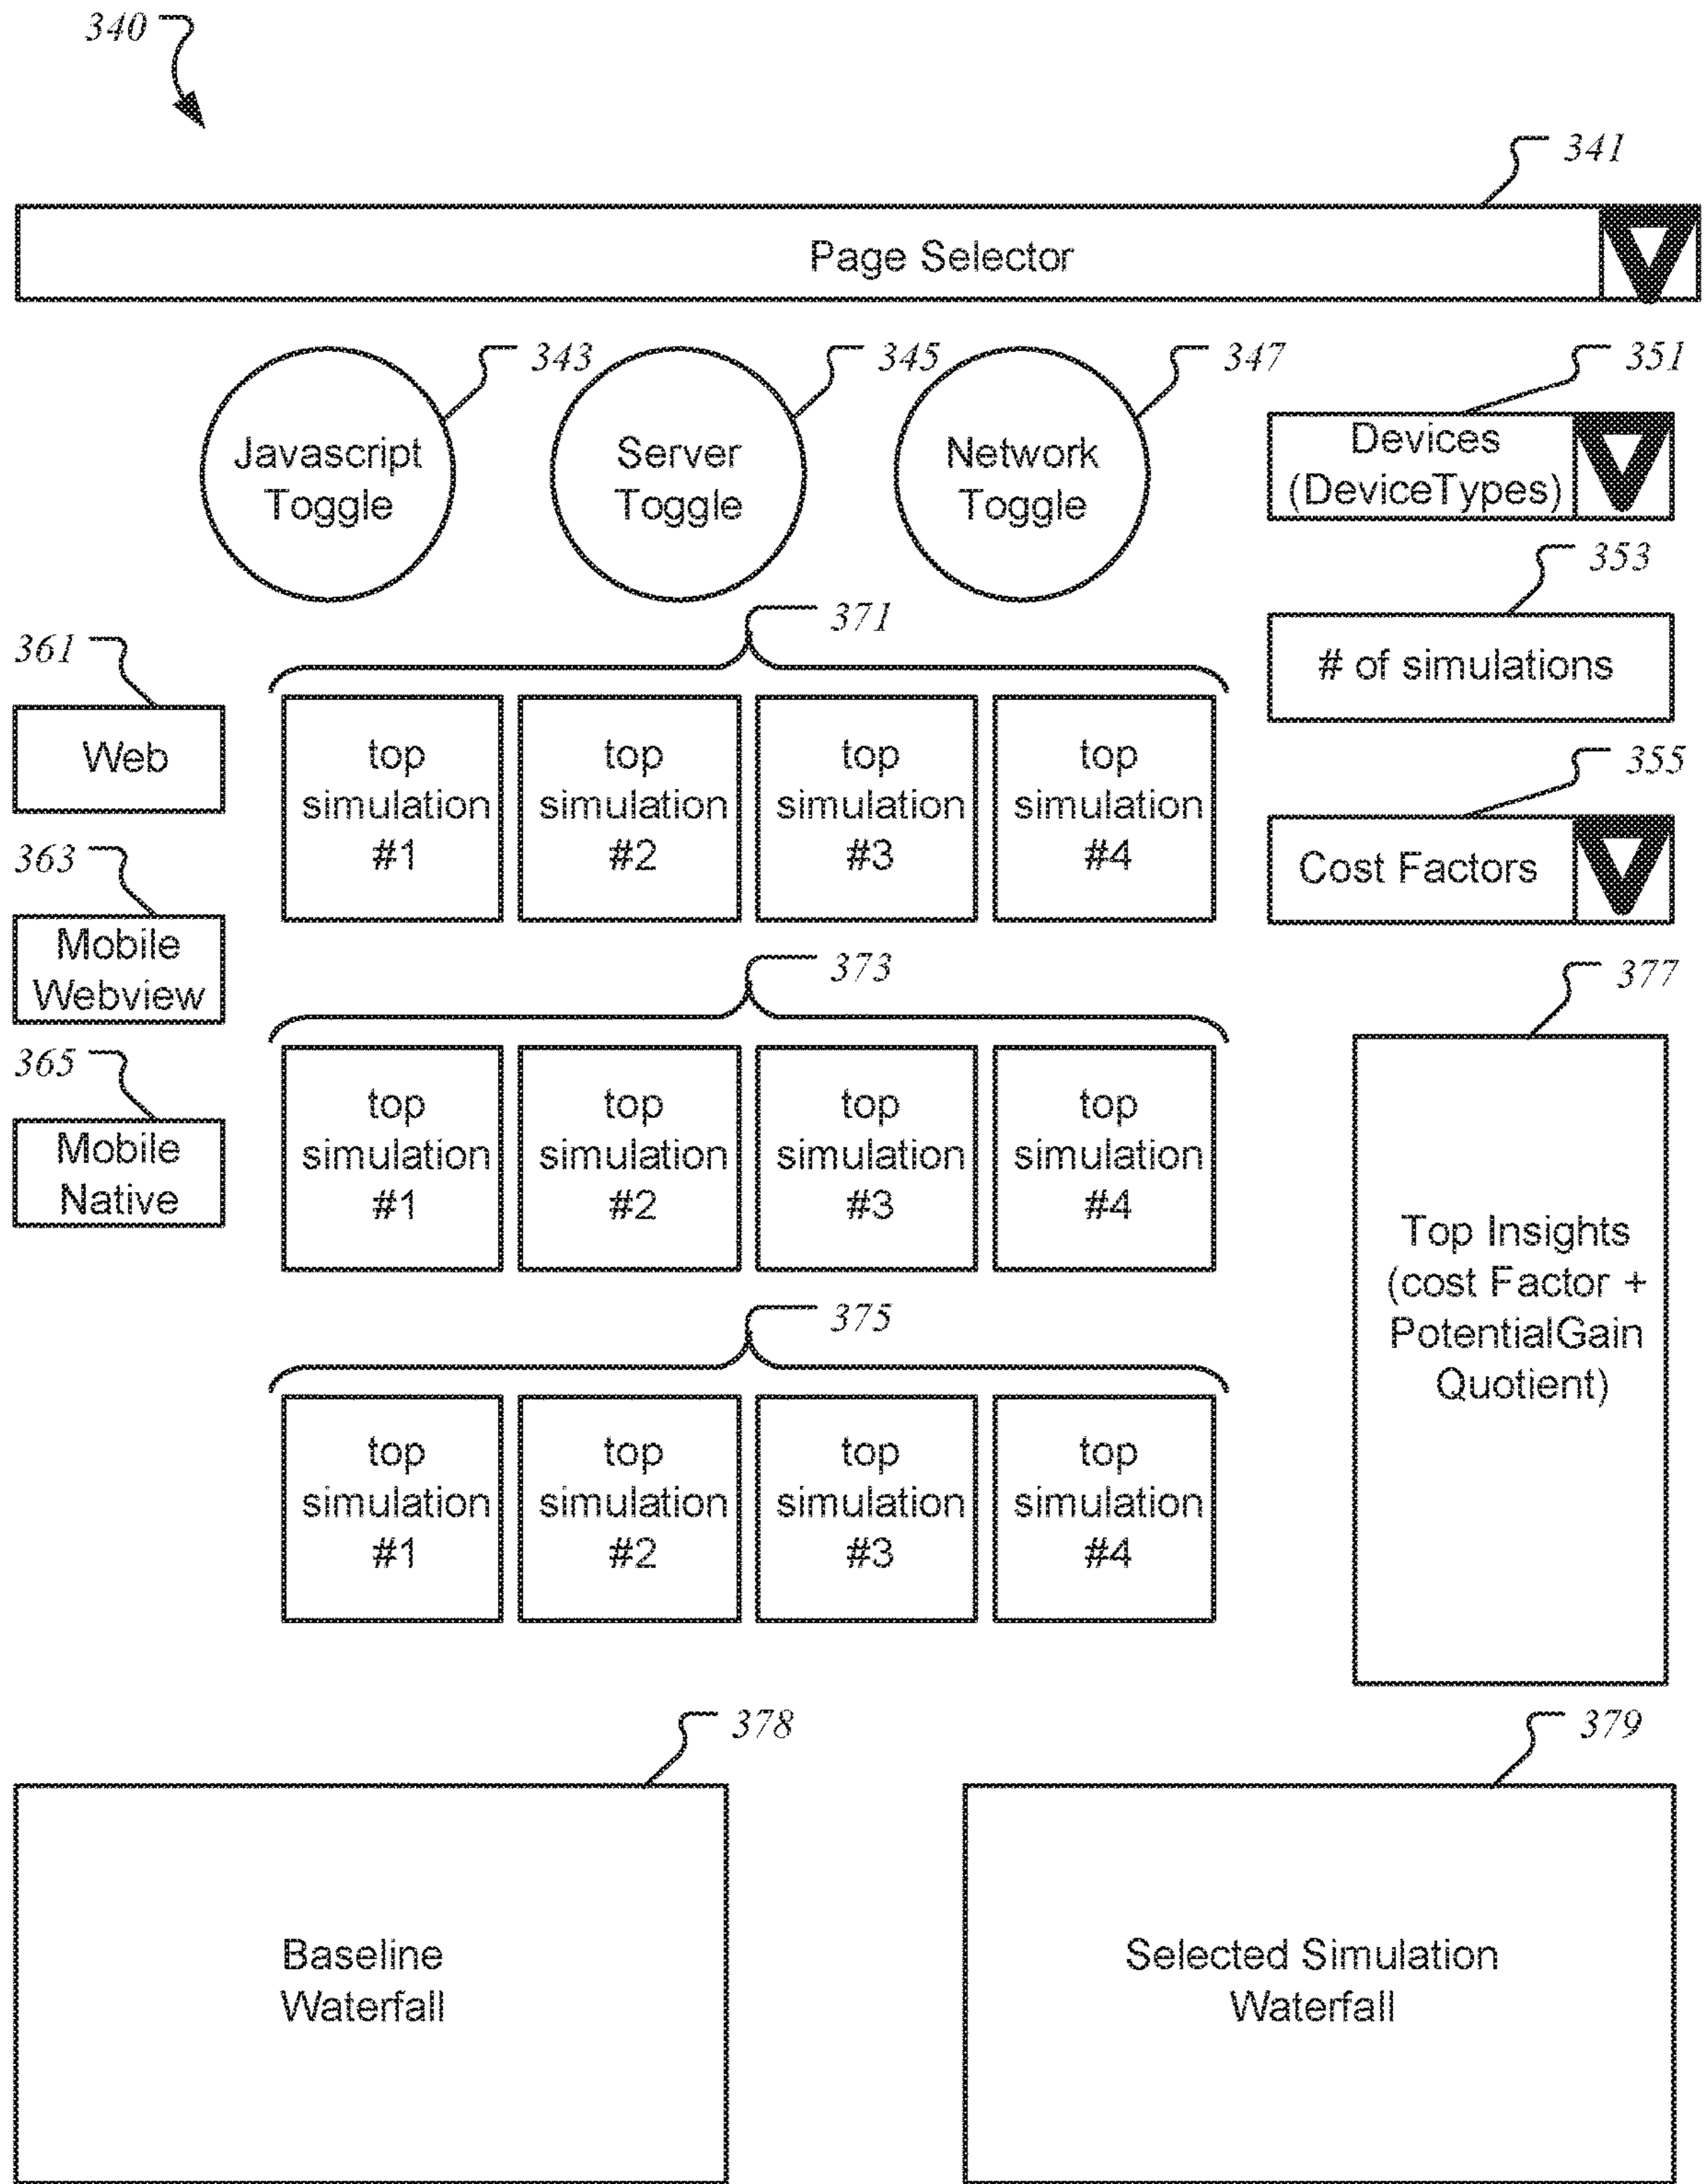 340
341
Page Selector
343
345
347
351
Javascript
Toggle
Server
Toggle
Network
Toggle
Devices
(DeviceTypes)
353
# of simulations
355
Cost Factors
361
Web
363
Mobile
Webview
365
Mobile
Native
371
top
simulation
#1
top
simulation
#2
top
simulation
#3
top
simulation
#4
373
top
simulation
#1
top
simulation
#2
top
simulation
#3
top
simulation
#4
375
top
simulation
#1
top
simulation
#2
top
simulation
#3
top
simulation
#4
377
Top Insights
(cost Factor +
PotentialGain
Quotient)
378
Baseline
Waterfall
379
Selected Simulation
Waterfall